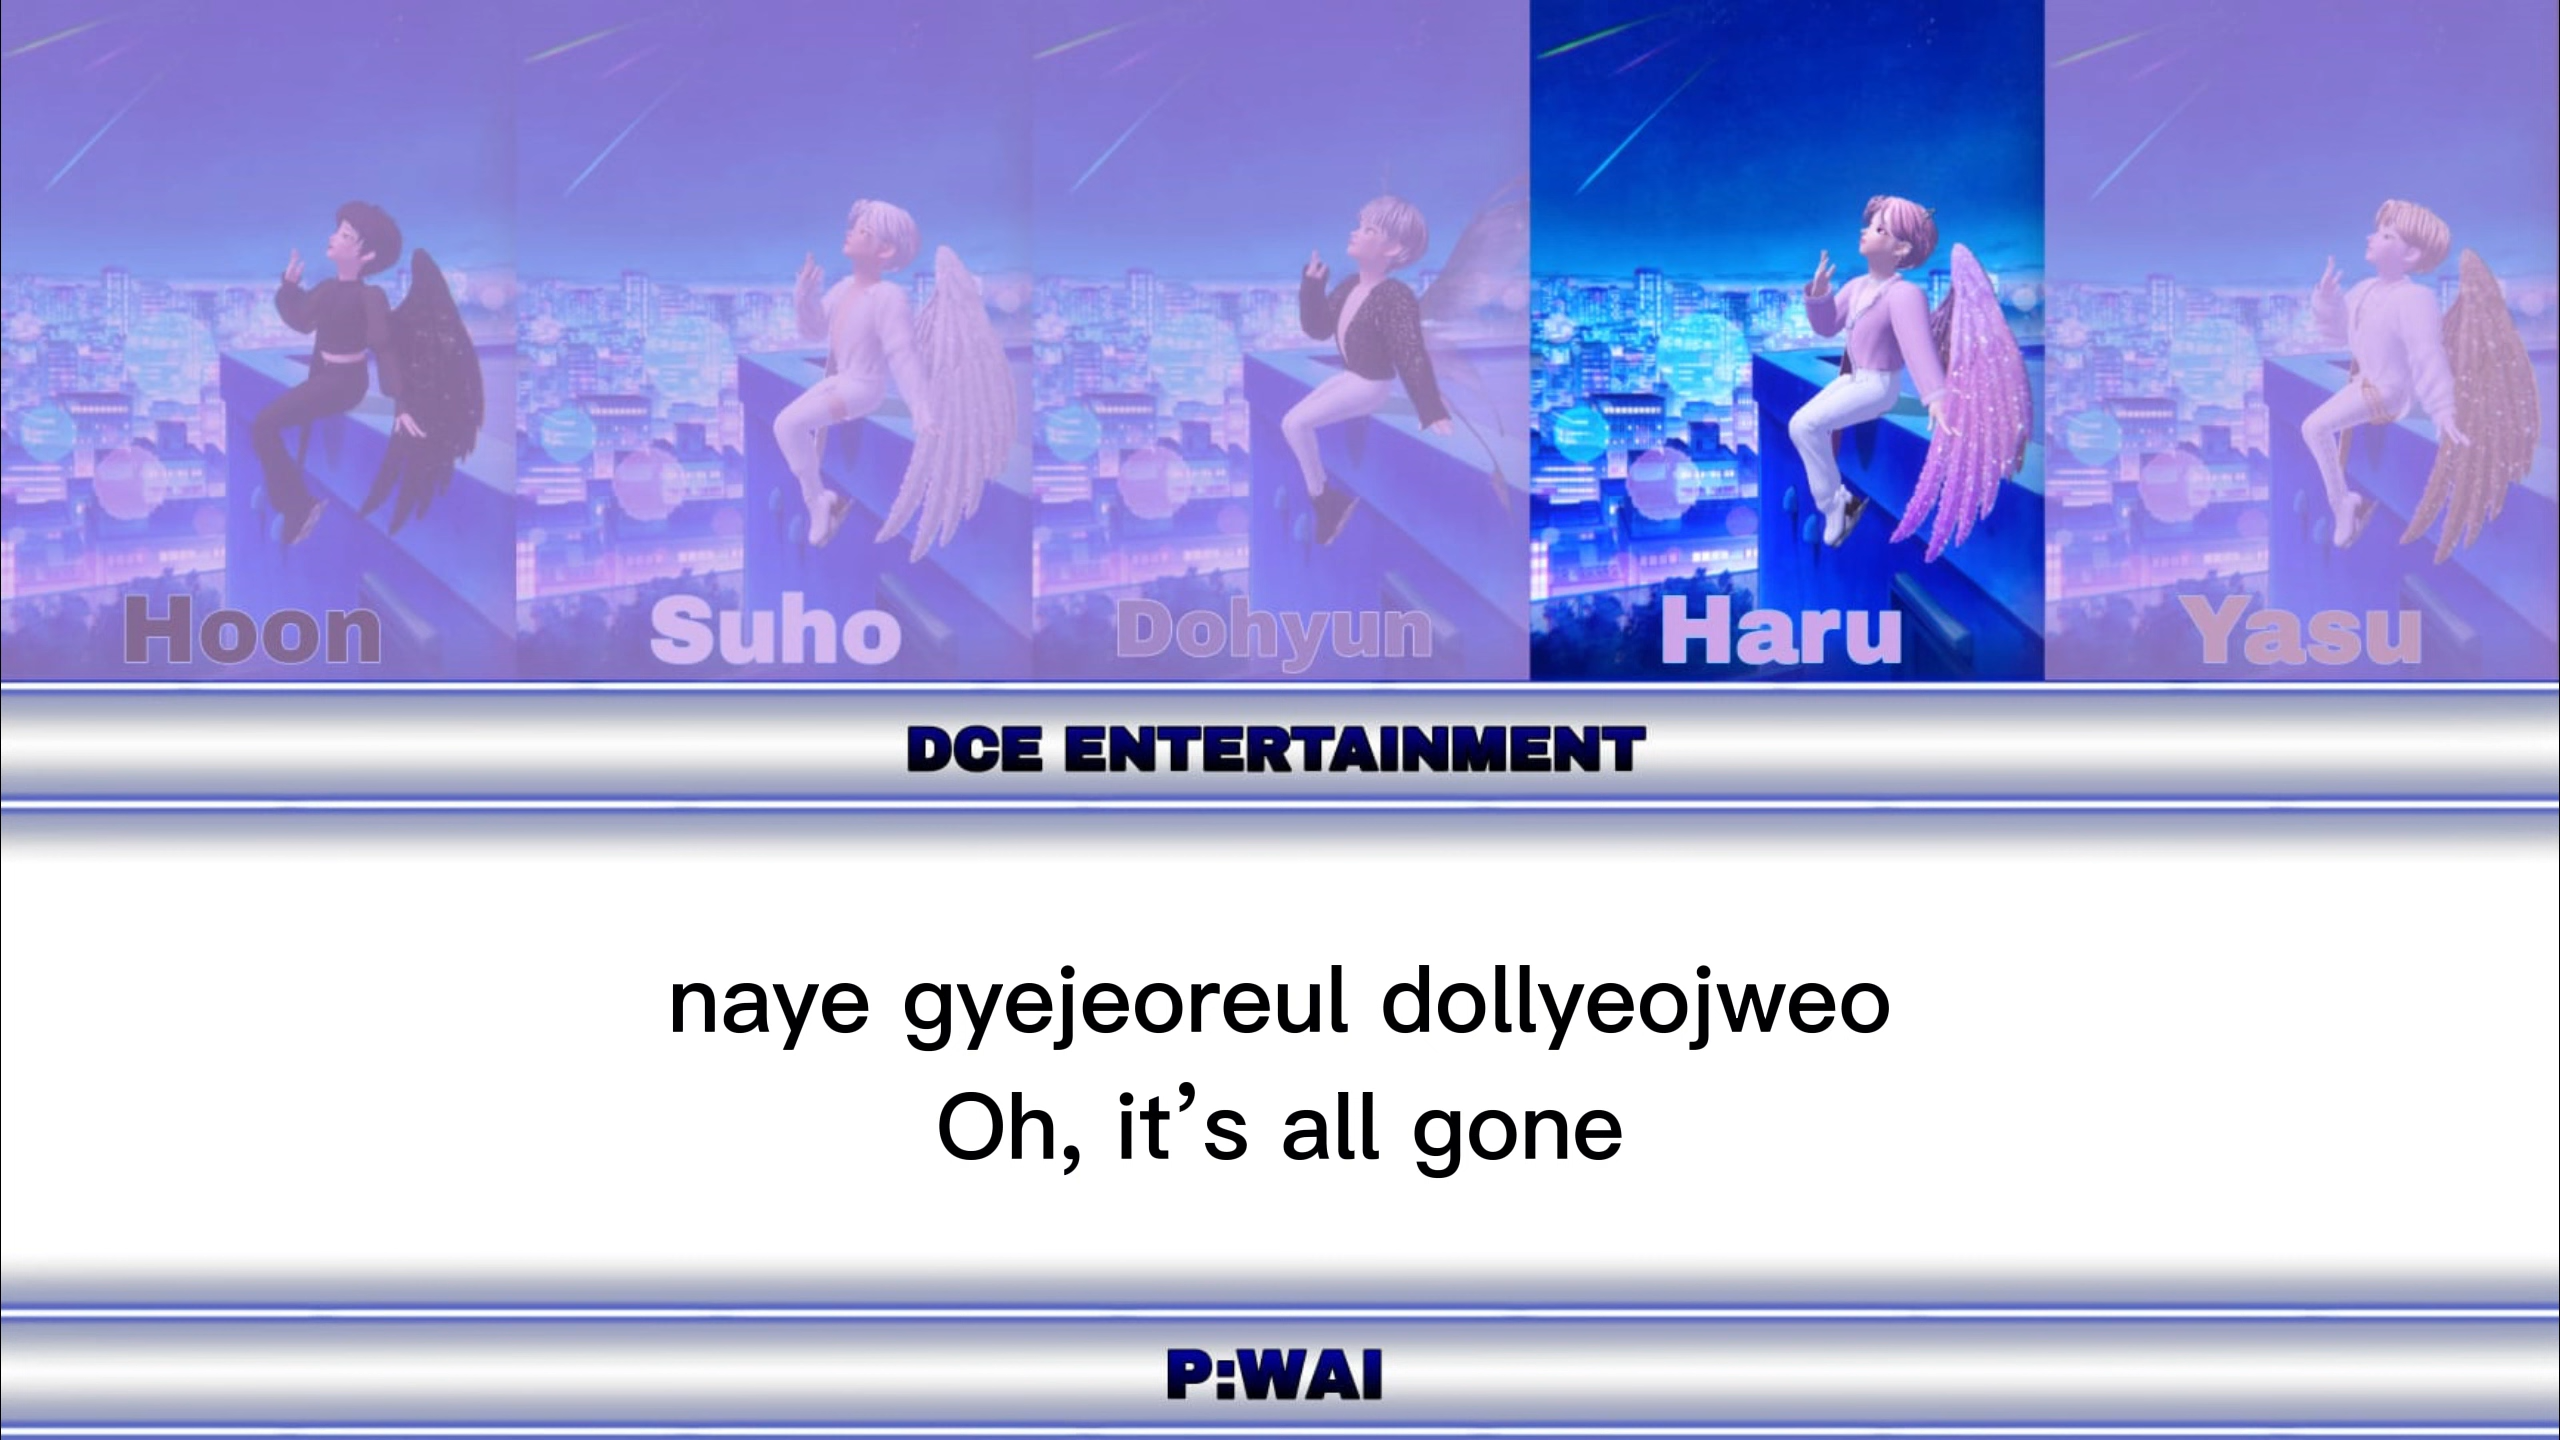 Hoon Suho Dohyun Haru Yasu
DCE ENTERTAINMENT
naye gyejeoreul dollyeojweo
Oh, it’s all gone
P:WAI